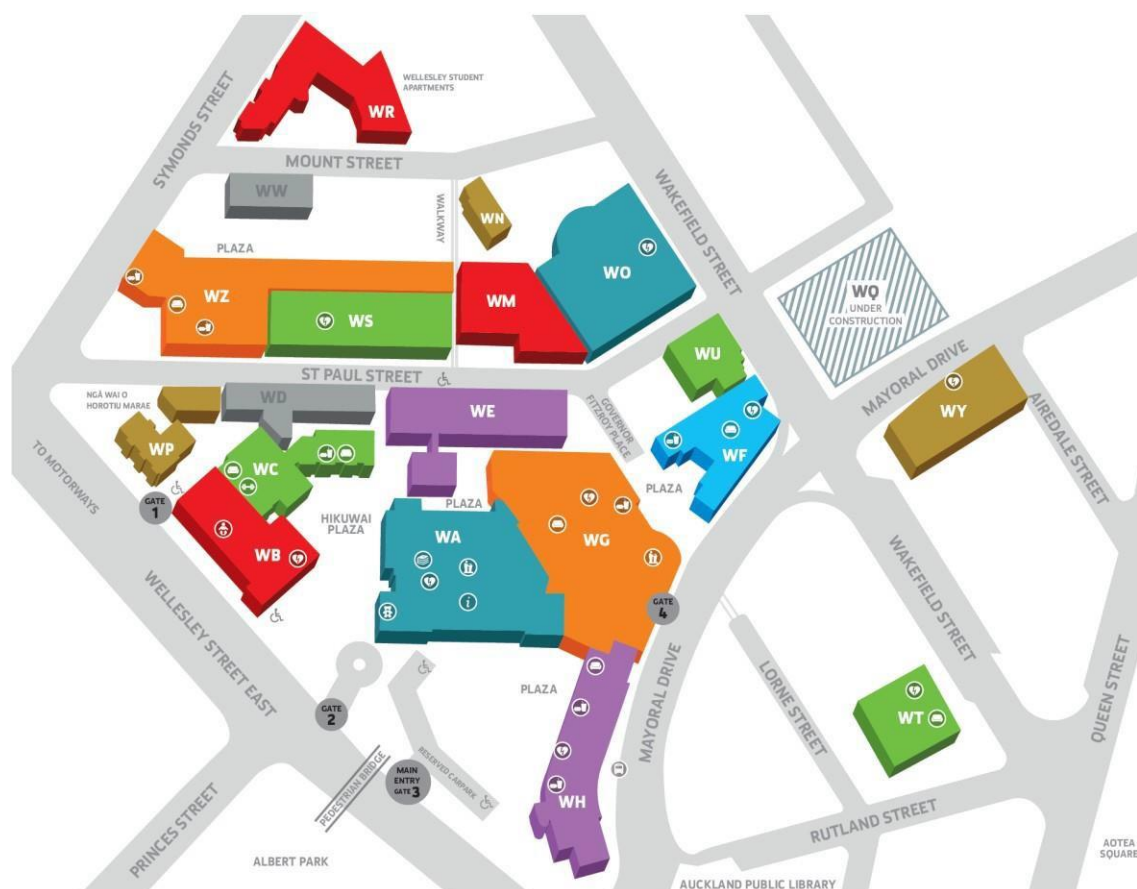 WELLESLEY STUDENT
APARTMENTS
WR
SYMONDS STREET
MOUNT STREET
WW
WALKWAY
WN
WAKEFIELD STREET
PLAZA
WO
WZ
WM
WQ
UNDER
CONSTRUCTION
WS
WU
MAYORAL DRIVE
ST PAUL STREET
NGĀ WAI O
HOROTIU MARAE
WD
WE
GOVERNOR
FITZROY PLACE
WY
AIREDALE STREET
WP
WF
TO MOTORWAYS
WC
PLAZA
GATE
1
PLAZA
HIKUWAI
PLAZA
WA
WG
WB
WAKEFIELD STREET
WELLESLEY STREET EAST
GATE
4
PLAZA
MAYORAL DRIVE
LORNE STREET
QUEEN STREET
GATE
2
WT
MAIN
ENTRY
GATE 3
RESERVED CARPARK
PEDESTRIAN BRIDGE
WH
PRINCES STREET
RUTLAND STREET
ALBERT PARK
AOTEA
SQUARE
AUCKLAND PUBLIC LIBRARY